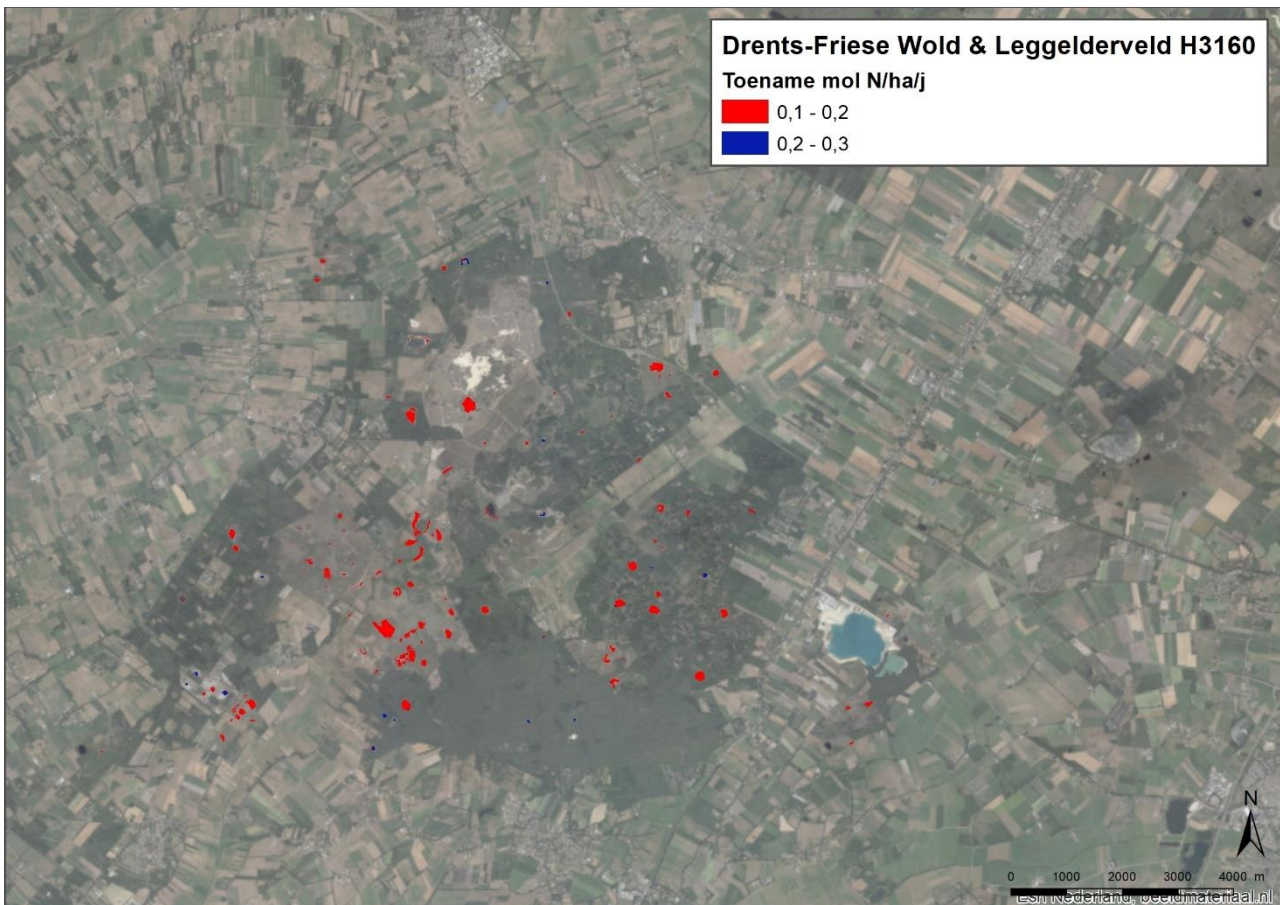 Drents-Friese Wold & Leggelderveld H3160
Toename mol N/ha/j
0,1 - 0,2
0,2 - 0,3
N
0 1000 2000 3000 4000 m
Esri Nederland, beeldmateriaal.nl